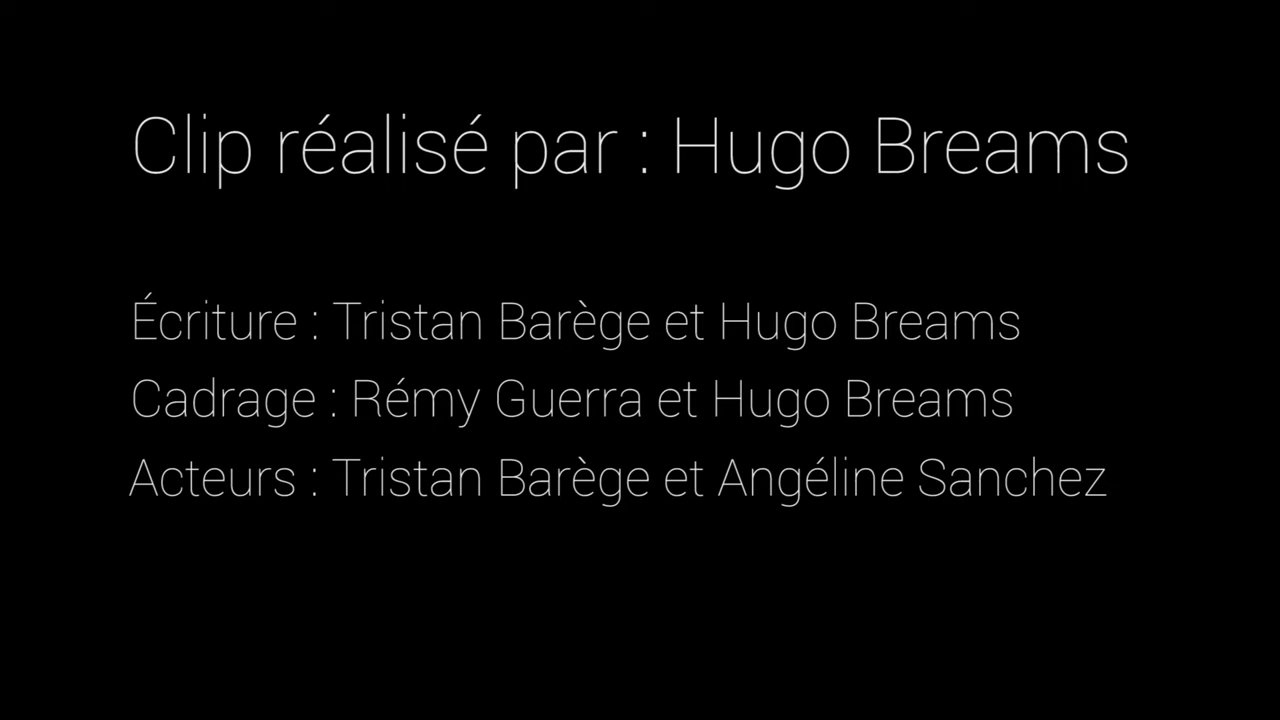 Clip réalisé par : Hugo Breams
Écriture : Tristan Barège et Hugo Breams
Cadrage : Rémy Guerra et Hugo Breams
Acteurs : Tristan Barège et Angéline Sanchez